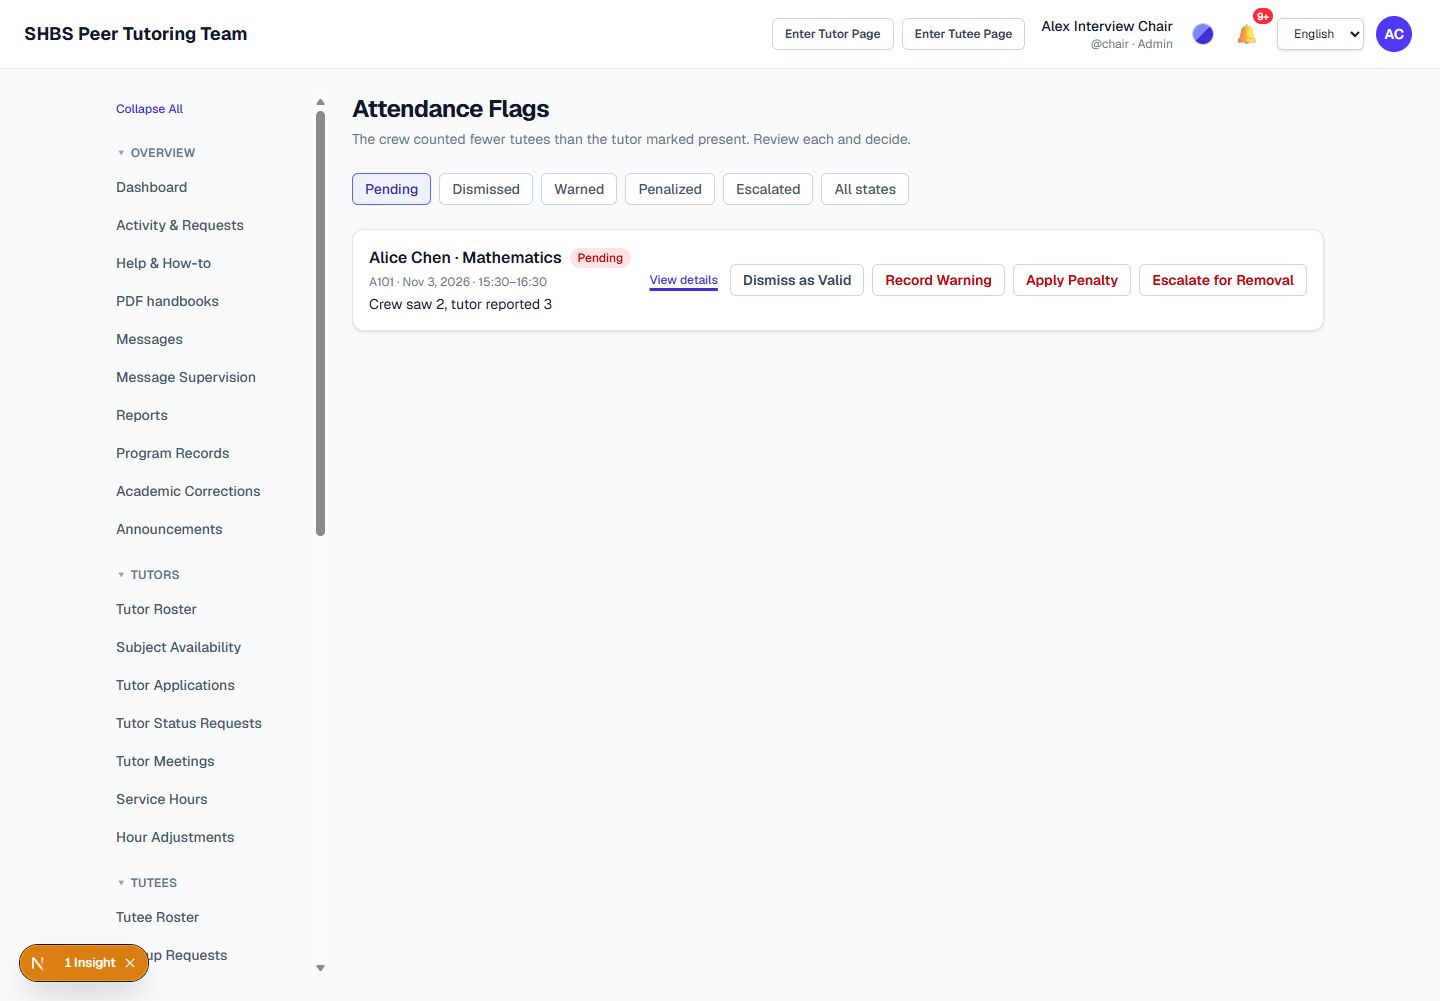 SHBS Peer Tutoring Team
Enter Tutor Page
Enter Tutee Page
Alex Interview Chair
@chair · Admin
9+
English
AC
Collapse All
OVERVIEW
Dashboard
Activity & Requests
Help & How-to
PDF handbooks
Messages
Message Supervision
Reports
Program Records
Academic Corrections
Announcements
TUTORS
Tutor Roster
Subject Availability
Tutor Applications
Tutor Status Requests
Tutor Meetings
Service Hours
Hour Adjustments
TUTEES
Tutee Roster
up Requests
N 1 Insight
Attendance Flags
The crew counted fewer tutees than the tutor marked present. Review each and decide.
Pending
Dismissed
Warned
Penalized
Escalated
All states
Alice Chen · Mathematics Pending
A101 · Nov 3, 2026 · 15:30–16:30
Crew saw 2, tutor reported 3
View details
Dismiss as Valid
Record Warning
Apply Penalty
Escalate for Removal